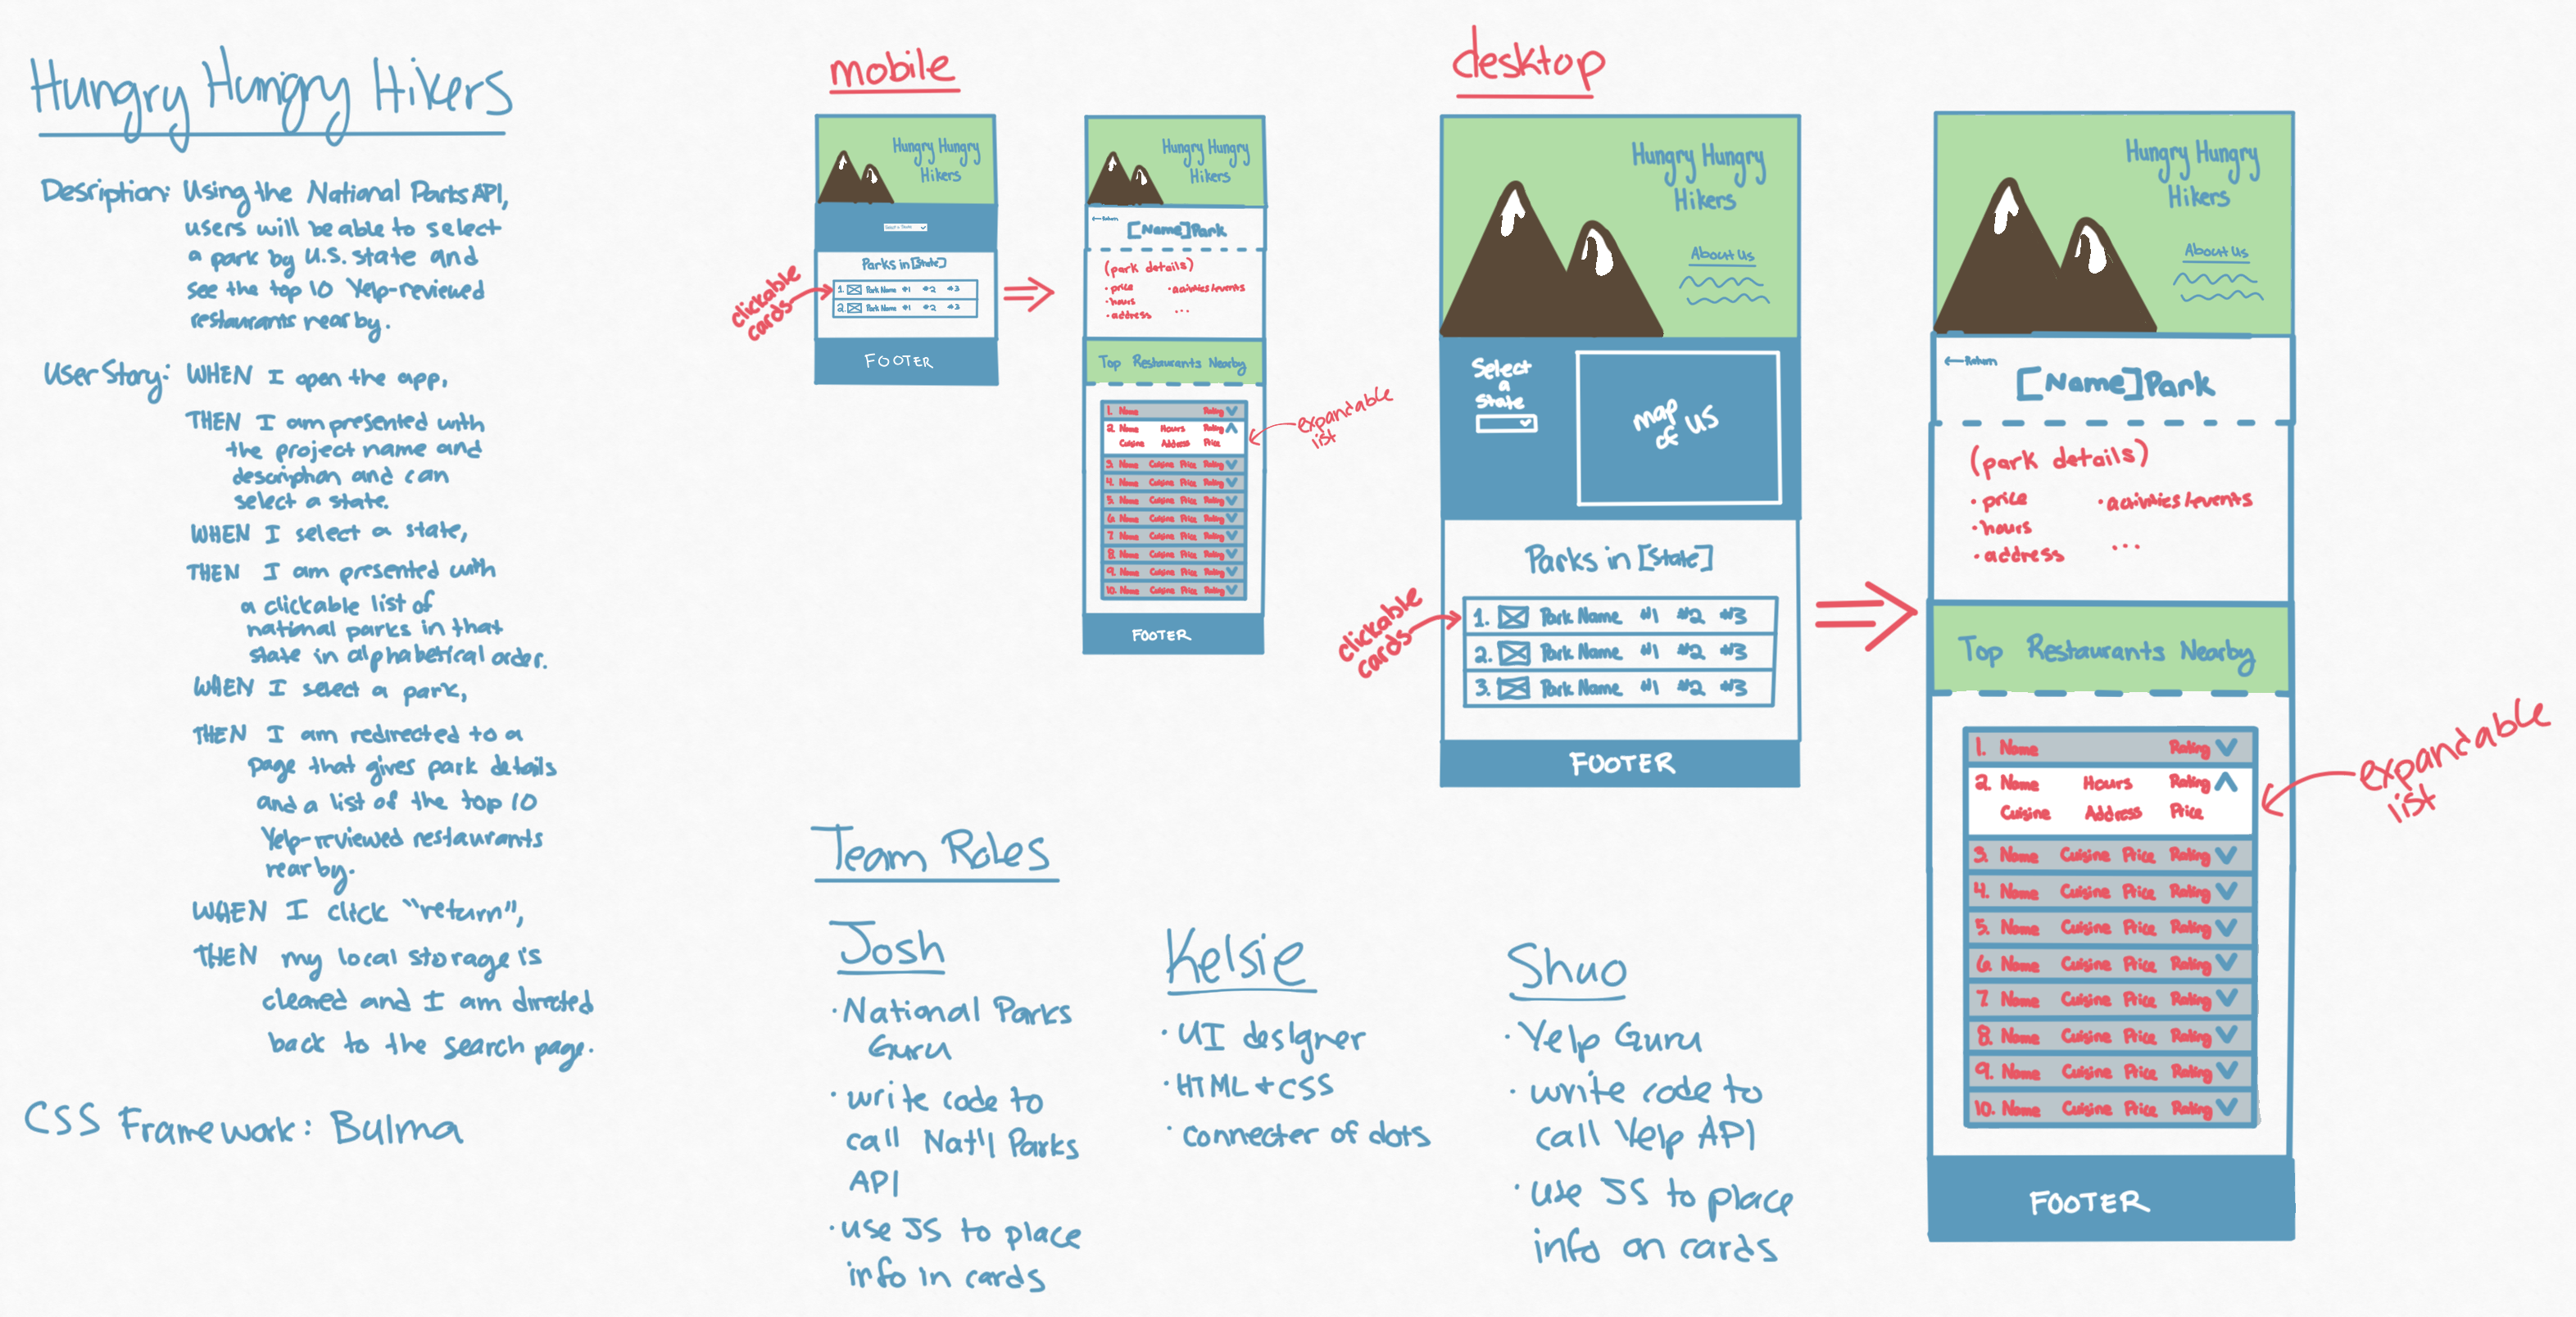 Hungry Hungry Hikers
Desription: Using the National Parks API,
users will be able to select
a park by U.S. state and
see the top 10 Yelp-reviewed
restaurants nearby.
User Story: WHEN I open the app,
THEN I am presented with
the project name and
description and can
select a state.
WHEN I select a state,
THEN I am presented with
a clickable list of
national parks in that
state in alphabetical order.
WHEN I select a park,
THEN I am redirected to a
page that gives park details
and a list of the top 10
Yelp-reviewed restaurants
nearby.
WHEN I click "return",
THEN my local storage is
cleared and I am directed
back to the search page.
CSS Framework: Bulma
mobile
Hungry Hungry
Hikers
Select a State
Parks in [State]
1. Park Name #1 #2 #3
2. Park Name #1 #2 #3
FOOTER
clickable
cards
Hungry Hungry
Hikers
Return
[Name] Park
(park details)
• price • activities/events
• hours
• address ...
Top Restaurants Nearby
1. Name Rating
2. Name Hours Rating
Cuisine Address Price
3. Name Cuisine Price Rating
4. Name Cuisine Price Rating
5. Name Cuisine Price Rating
6. Name Cuisine Price Rating
7. Name Cuisine Price Rating
8. Name Cuisine Price Rating
9. Name Cuisine Price Rating
10. Name Cuisine Price Rating
FOOTER
expandable
list
desktop
Hungry Hungry
Hikers
About Us
Select
a
State
map
of US
Parks in [State]
1. Park Name #1 #2 #3
2. Park Name #1 #2 #3
3. Park Name #1 #2 #3
FOOTER
clickable
cards
Hungry Hungry
Hikers
About Us
Return
[Name] Park
(park details)
• price • activities/events
• hours
• address ...
Top Restaurants Nearby
1. Name Rating
2. Name Hours Rating
Cuisine Address Price
3. Name Cuisine Price Rating
4. Name Cuisine Price Rating
5. Name Cuisine Price Rating
6. Name Cuisine Price Rating
7. Name Cuisine Price Rating
8. Name Cuisine Price Rating
9. Name Cuisine Price Rating
10. Name Cuisine Price Rating
FOOTER
expandable
list
Team Roles
Josh
• National Parks
Guru
• write code to
call Nat'l Parks
API
• use JS to place
info in cards
Kelsie
• UI designer
• HTML + CSS
• connecter of dots
Shuo
• Yelp Guru
• write code to
call Yelp API
• use JS to place
info on cards